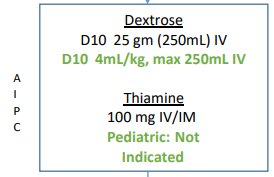 Dextrose
D10 25 gm (250mL) IV
D10 4mL/kg, max 250mL IV
Thiamine
100 mg IV/IM
Pediatric: Not
Indicated
A
I
P
C